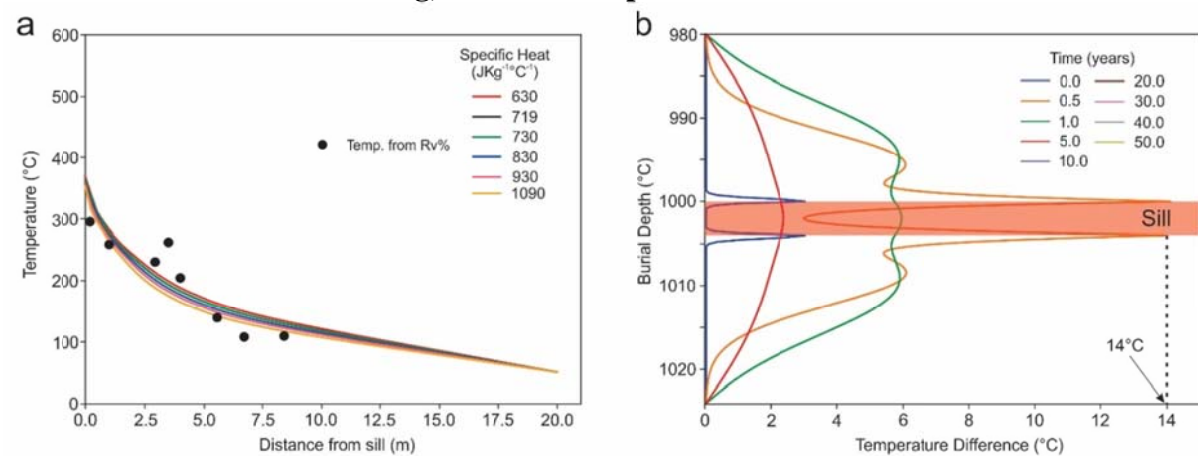 a
600
500
400
300
200
100
0
Temperature (°C)
0.0 2.5 5.0 7.5 10.0 12.5 15.0 17.5 20.0
Distance from sill (m)
Specific Heat
(JKg⁻¹°C⁻¹)
630
719
730
830
930
1090
Temp. from Rv%
b
980
990
1000
1010
1020
Burial Depth (°C)
0 2 4 6 8 10 12 14
Temperature Difference (°C)
Time (years)
0.0 20.0
0.5 30.0
1.0 40.0
5.0 50.0
10.0
Sill
14°C